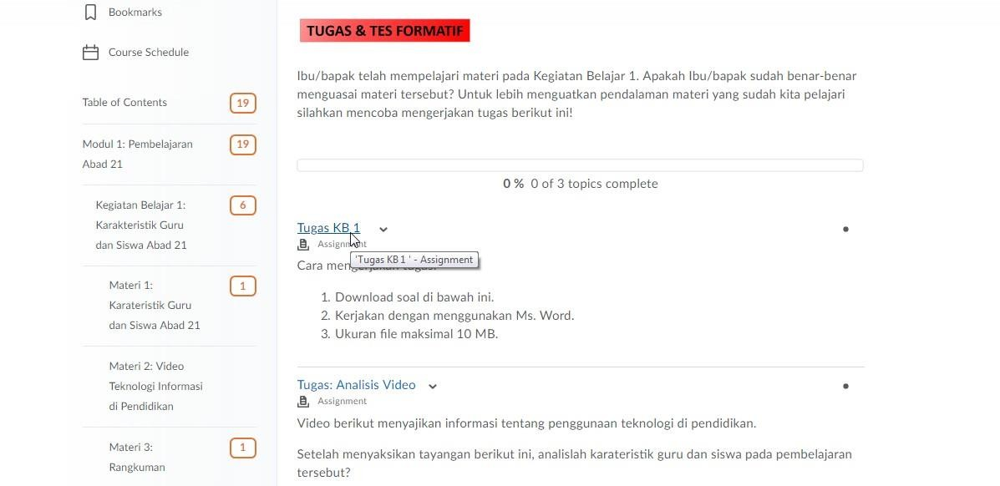 Bookmarks
Course Schedule
Table of Contents
19
Modul 1: Pembelajaran
Abad 21
19
Kegiatan Belajar 1:
Karakteristik Guru
dan Siswa Abad 21
6
Materi 1:
Karateristik Guru
dan Siswa Abad 21
1
Materi 2: Video
Teknologi Informasi
di Pendidikan
Materi 3:
Rangkuman
1
TUGAS & TES FORMATIF
Ibu/bapak telah mempelajari materi pada Kegiatan Belajar 1. Apakah Ibu/bapak sudah benar-benar
menguasai materi tersebut? Untuk lebih menguatkan pendalaman materi yang sudah kita pelajari
silahkan mencoba mengerjakan tugas berikut ini!
0 % 0 of 3 topics complete
Tugas KB 1
Assignment
'Tugas KB 1 ' - Assignment
Cara mengerjakan tugas:
1. Download soal di bawah ini.
2. Kerjakan dengan menggunakan Ms. Word.
3. Ukuran file maksimal 10 MB.
Tugas: Analisis Video
Assignment
Video berikut menyajikan informasi tentang penggunaan teknologi di pendidikan.
Setelah menyaksikan tayangan berikut ini, analislah karateristik guru dan siswa pada pembelajaran
tersebut?